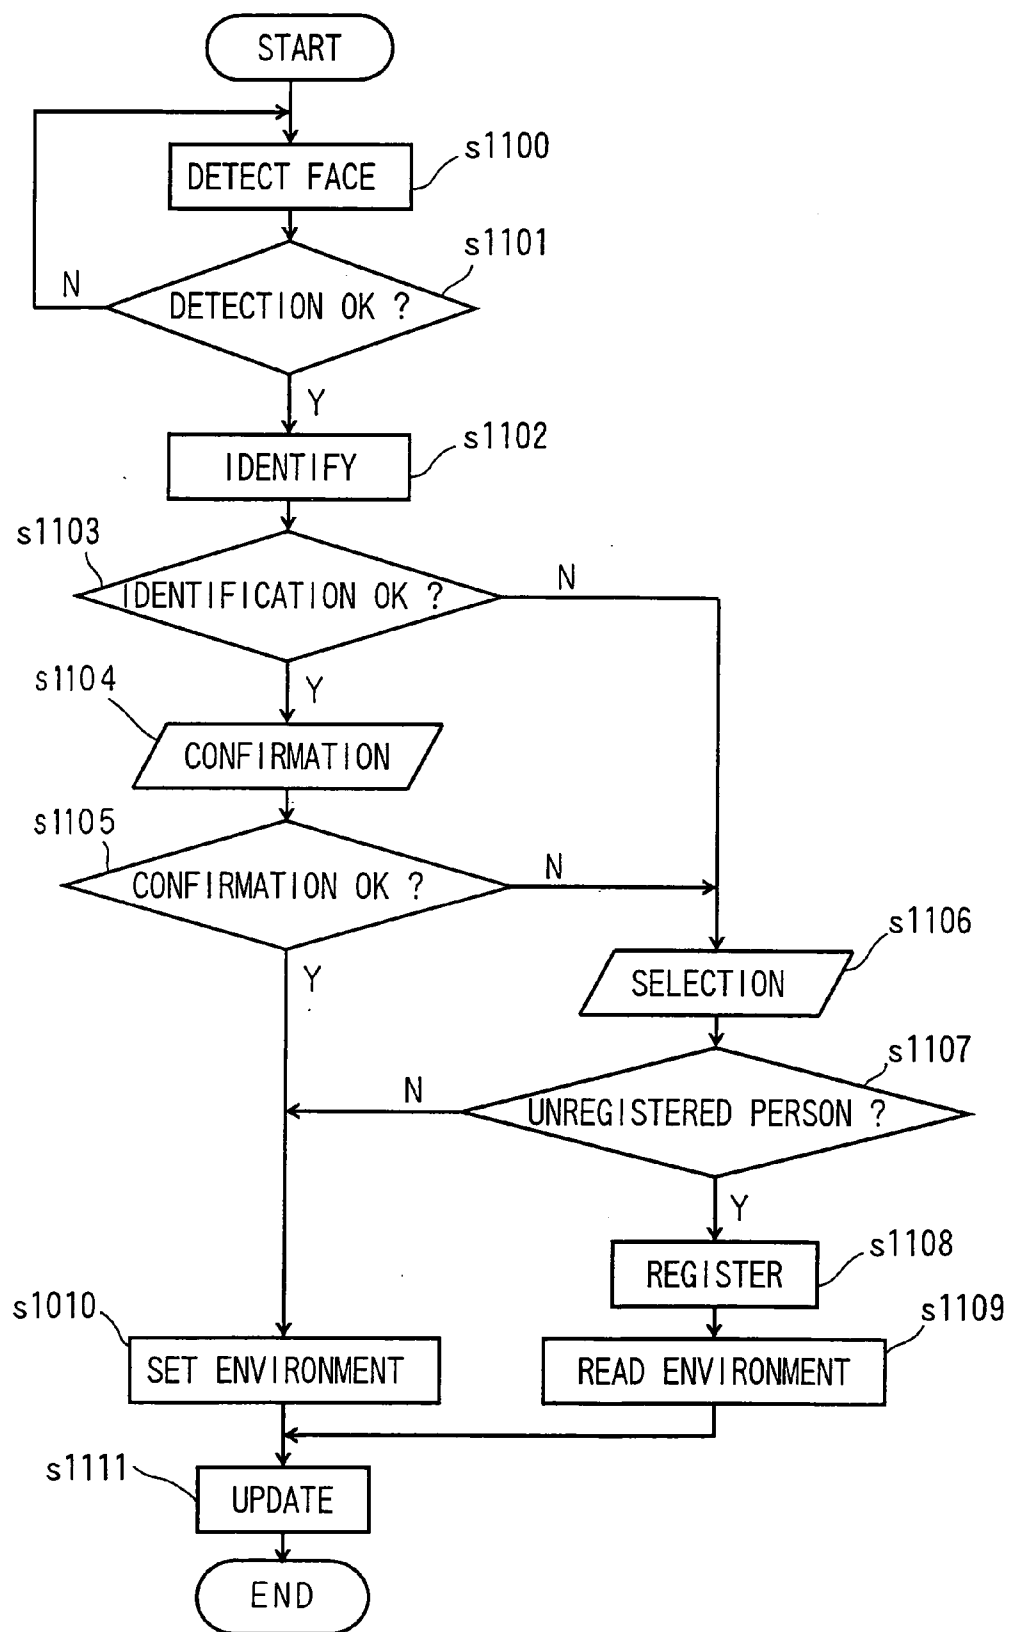 START
s1100
DETECT FACE
s1101
N
DETECTION OK ?
Y
s1102
IDENTIFY
s1103
N
IDENTIFICATION OK ?
s1104
Y
CONFIRMATION
s1105
N
CONFIRMATION OK ?
s1106
Y
SELECTION
s1107
N
UNREGISTERED PERSON ?
Y
s1108
REGISTER
s1010
s1109
SET ENVIRONMENT
READ ENVIRONMENT
s1111
UPDATE
END